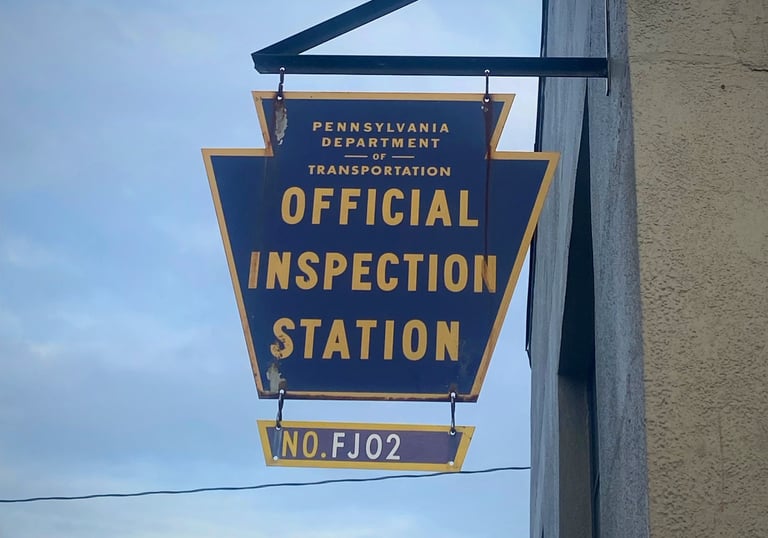 PENNSYLVANIA
DEPARTMENT
OF
TRANSPORTATION
OFFICIAL
INSPECTION
STATION
NO. FJ02